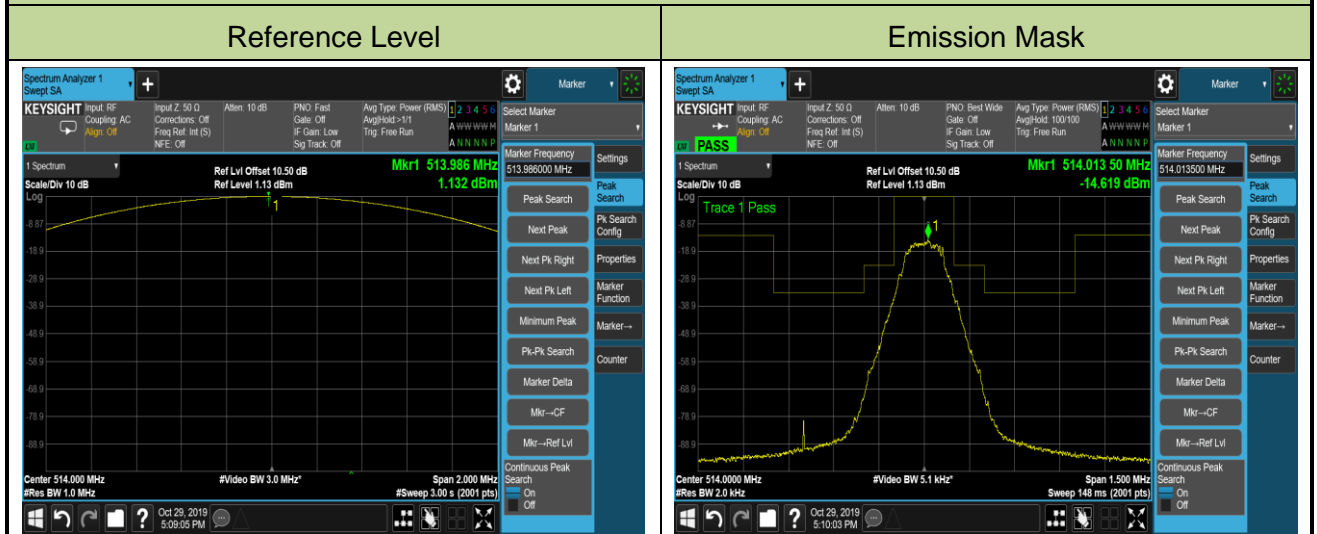 Reference Level
Emission Mask
Spectrum Analyzer 1
Swept SA
+
Marker
KEYSIGHT
Input: RF
Coupling: AC
Align: Off
Input Z: 50 Ω
Corrections: Off
Freq Ref: Int (S)
NFE: Off
Atten: 10 dB
PNO: Fast
Gate: Off
IF Gain: Low
Sig Track: Off
Avg Type: Power (RMS)
Avg|Hold:>1/1
Trig: Free Run
1 2 3 4 5 6
A W W W W M
A N N N N P
Select Marker
Marker 1
1 Spectrum
Scale/Div 10 dB
Log
Ref Lvl Offset 10.50 dB
Ref Level 1.13 dBm
Mkr1 513.986 MHz
1.132 dBm
1
-8.87
-18.9
-28.9
-38.9
-48.9
-58.9
-68.9
-78.9
-88.9
Center 514.000 MHz
#Res BW 1.0 MHz
#Video BW 3.0 MHz*
Span 2.000 MHz
#Sweep 3.00 s (2001 pts)
Marker Frequency
513.986000 MHz
Peak Search
Next Peak
Next Pk Right
Next Pk Left
Minimum Peak
Pk-Pk Search
Marker Delta
Mkr→CF
Mkr→Ref Lvl
Continuous Peak
Search
On
Off
Settings
Peak
Search
Pk Search
Config
Properties
Marker
Function
Marker→
Counter
?
Oct 29, 2019
5:09:05 PM
Spectrum Analyzer 1
Swept SA
+
Marker
KEYSIGHT
PASS
Input: RF
Coupling: AC
Align: Off
Input Z: 50 Ω
Corrections: Off
Freq Ref: Int (S)
NFE: Off
Atten: 10 dB
PNO: Best Wide
Gate: Off
IF Gain: Low
Sig Track: Off
Avg Type: Power (RMS)
Avg|Hold: 100/100
Trig: Free Run
1 2 3 4 5 6
A W W W W M
A N N N N P
Select Marker
Marker 1
1 Spectrum
Scale/Div 10 dB
Log
Ref Lvl Offset 10.50 dB
Ref Level 1.13 dBm
Mkr1 514.013 50 MHz
-14.619 dBm
Trace 1 Pass
1
-8.87
-18.9
-28.9
-38.9
-48.9
-58.9
-68.9
-78.9
-88.9
Center 514.0000 MHz
#Res BW 2.0 kHz
#Video BW 5.1 kHz*
Span 1.500 MHz
Sweep 148 ms (2001 pts)
Marker Frequency
514.013500 MHz
Peak Search
Next Peak
Next Pk Right
Next Pk Left
Minimum Peak
Pk-Pk Search
Marker Delta
Mkr→CF
Mkr→Ref Lvl
Continuous Peak
Search
On
Off
Settings
Peak
Search
Pk Search
Config
Properties
Marker
Function
Marker→
Counter
?
Oct 29, 2019
5:10:03 PM